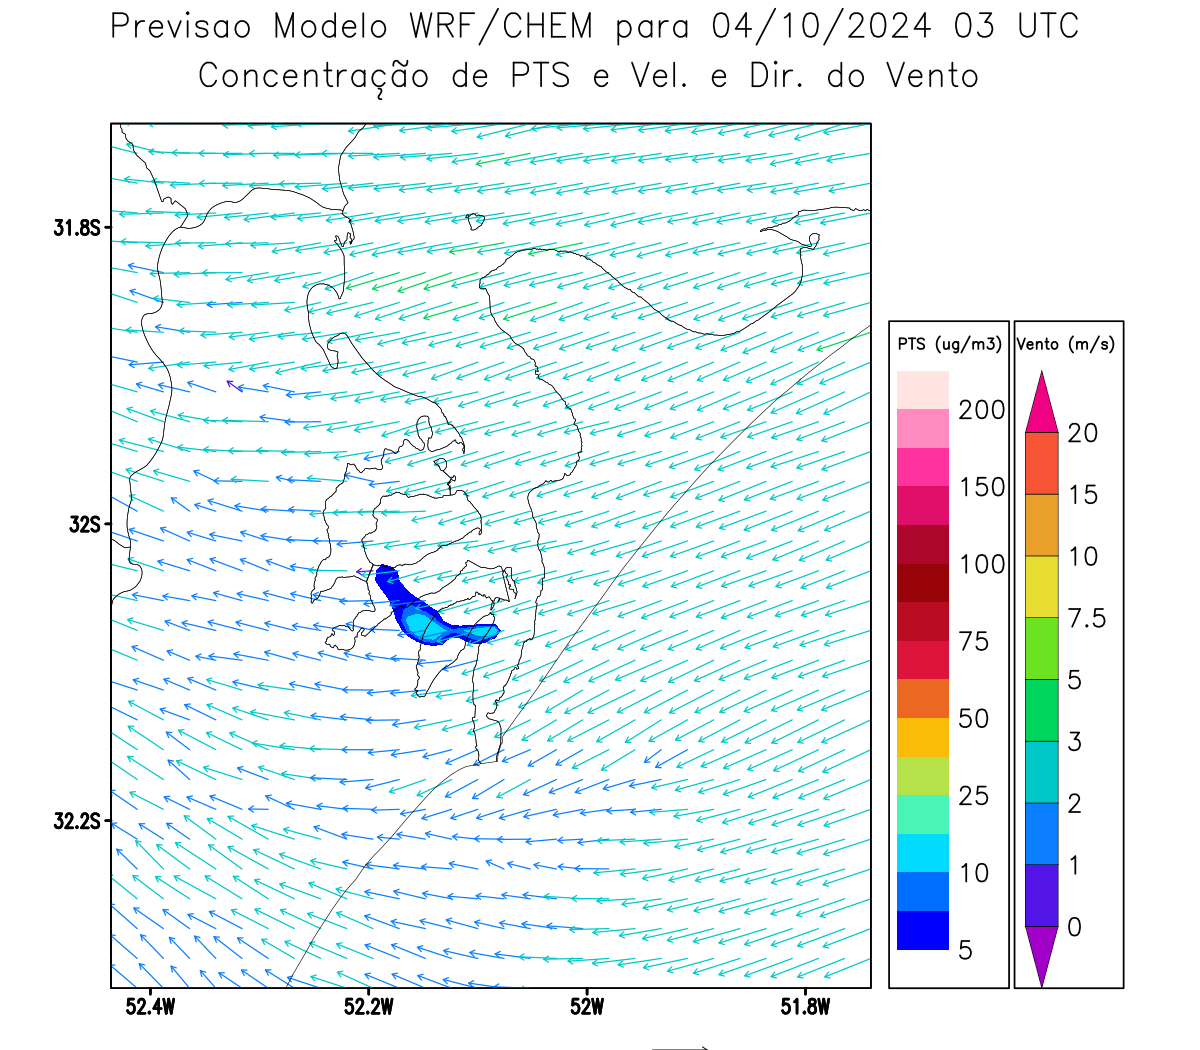 Previsao Modelo WRF/CHEM para 04/10/2024 03 UTC
Concentração de PTS e Vel. e Dir. do Vento
31.8S
32S
32.2S
52.4W
52.2W
52W
51.8W
PTS (ug/m3)
200
150
100
75
50
25
10
5
Vento (m/s)
20
15
10
7.5
5
3
2
1
0